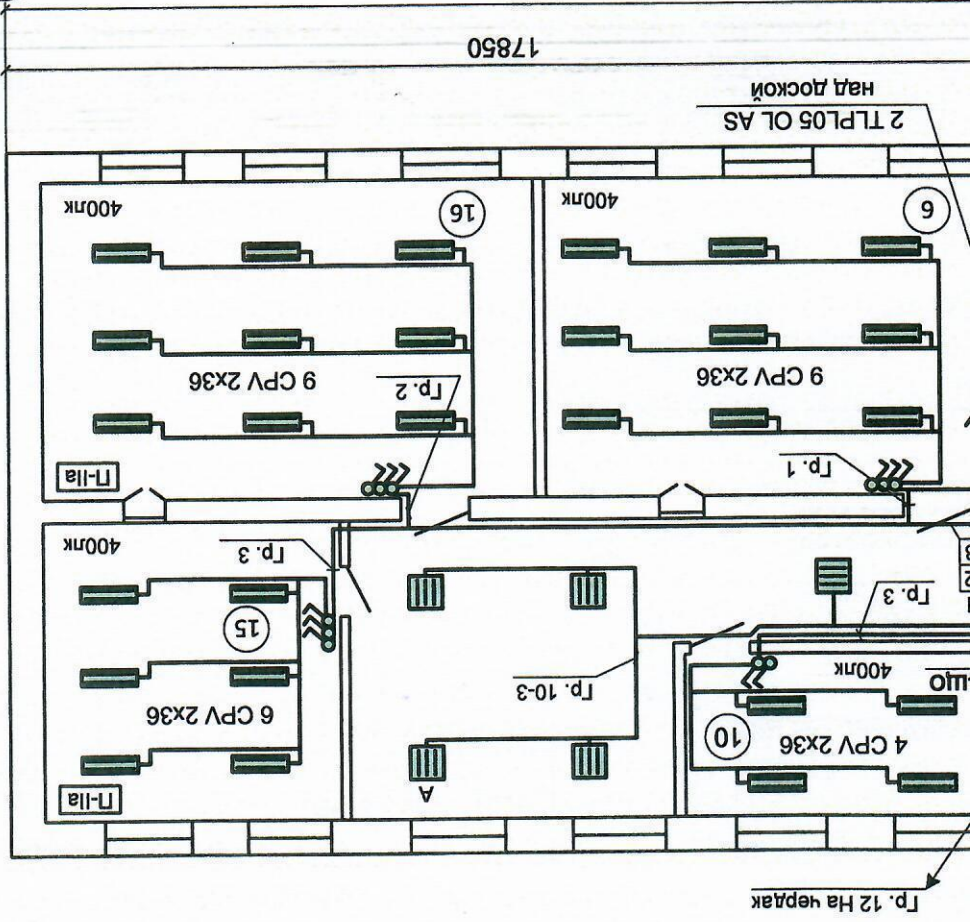 Гр. 12 На чердак
А
П-IIа
4 CPV 2x36
10
6 CPV 2x36
ЩО
400лк
Гр. 10-3
15
Гр. 3
Гр. 3
400лк
Гр. 1
П-IIа
9 CPV 2x36
Гр. 2
9 CPV 2x36
9
400лк
16
400лк
2 TLPL05 OL AS
над доской
17850